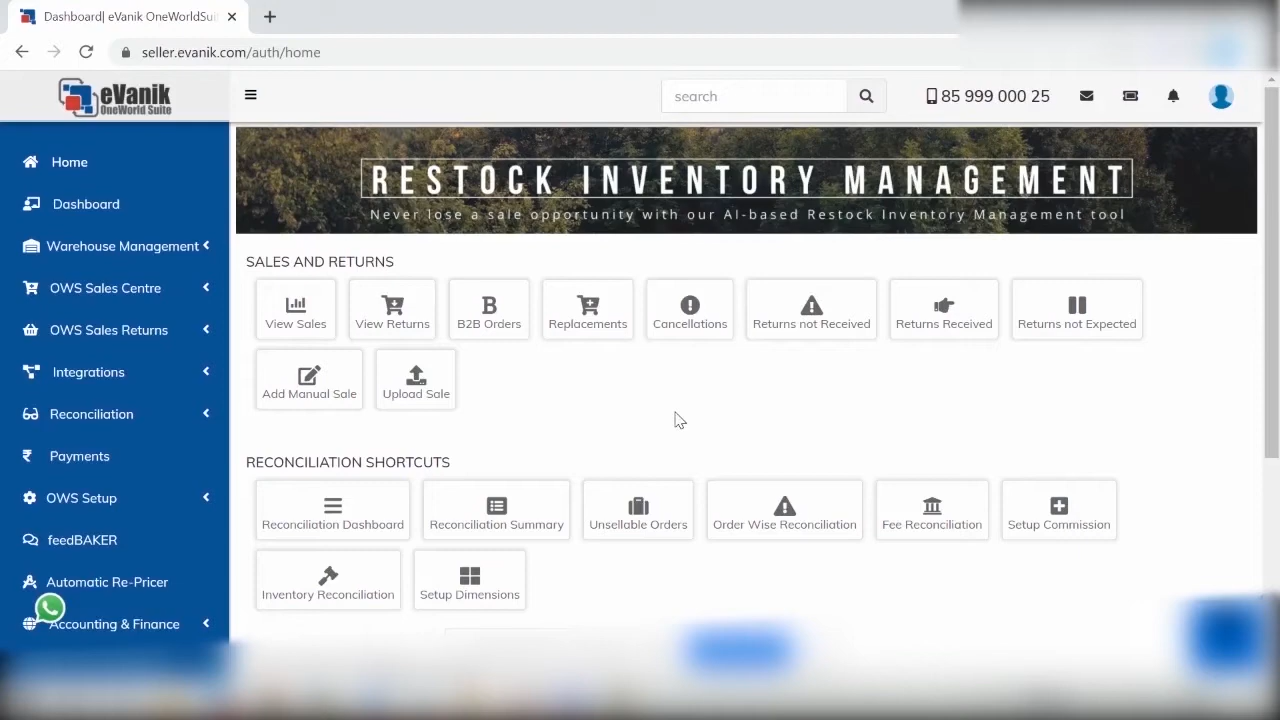 Dashboard| eVanik OneWorldSui
seller.evanik.com/auth/home
eVanik
OneWorld Suite
search
85 999 000 25
Home
Dashboard
Warehouse Management
OWS Sales Centre
OWS Sales Returns
Integrations
Reconciliation
Payments
OWS Setup
feedBAKER
Automatic Re-Pricer
Accounting & Finance
RESTOCK INVENTORY MANAGEMENT
Never lose a sale opportunity with our AI-based Restock Inventory Management tool
SALES AND RETURNS
View Sales
View Returns
B2B Orders
Replacements
Cancellations
Returns not Received
Returns Received
Returns not Expected
Add Manual Sale
Upload Sale
RECONCILIATION SHORTCUTS
Reconciliation Dashboard
Reconciliation Summary
Unsellable Orders
Order Wise Reconciliation
Fee Reconciliation
Setup Commission
Inventory Reconciliation
Setup Dimensions